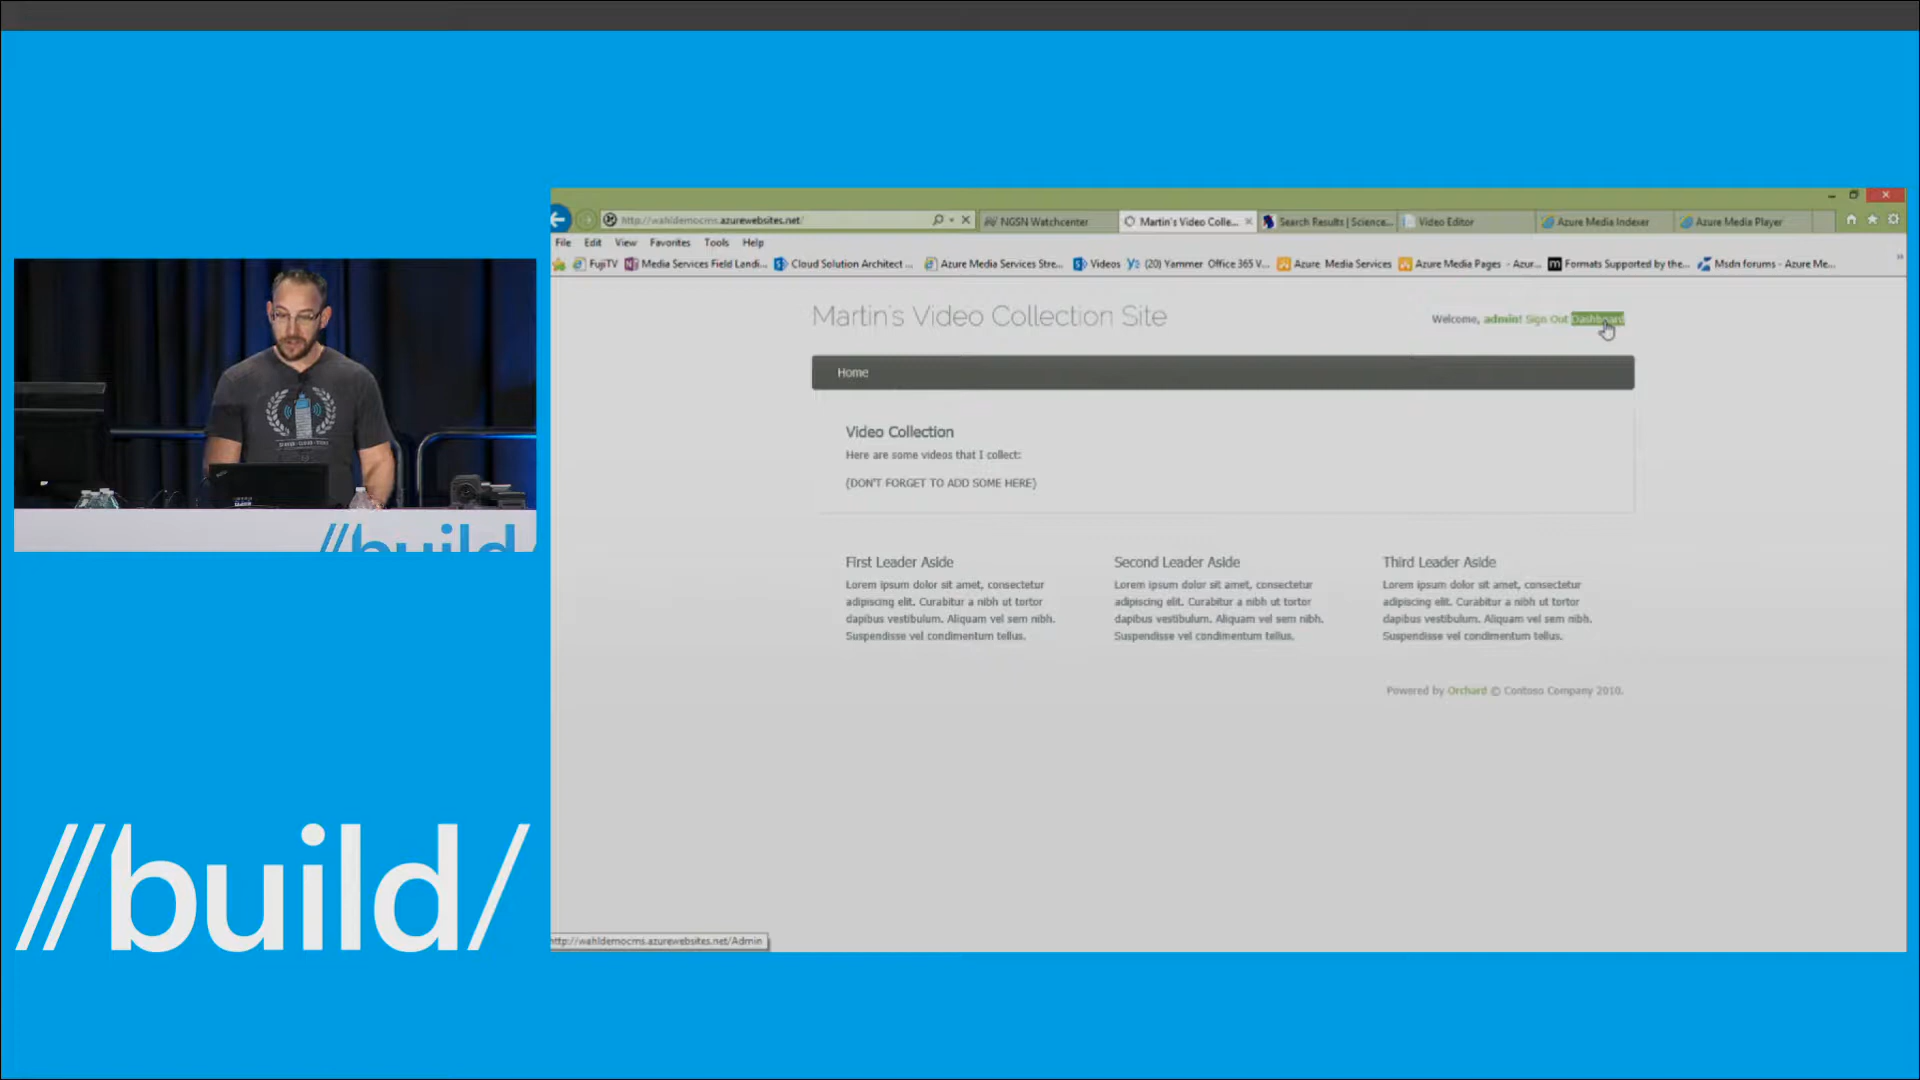 http://wahldemocms.azurewebsites.net/
NGSN Watchcenter
Martin's Video Colle...
Search Results | Science...
Video Editor
Azure Media Indexer
Azure Media Player
File Edit View Favorites Tools Help
FujiTV
Media Services Field Landi...
Cloud Solution Architect ...
Azure Media Services Stre...
Videos
(20) Yammer Office 365 V...
Azure Media Services
Azure Media Pages - Azur...
Formats Supported by the...
Msdn forums - Azure Me...
Martin's Video Collection Site
Welcome, admin! Sign Out Dashboard
Home
Video Collection
Here are some videos that I collect:
(DON'T FORGET TO ADD SOME HERE)
First Leader Aside
Lorem ipsum dolor sit amet, consectetur
adipiscing elit. Curabitur a nibh ut tortor
dapibus vestibulum. Aliquam vel sem nibh.
Suspendisse vel condimentum tellus.
Second Leader Aside
Lorem ipsum dolor sit amet, consectetur
adipiscing elit. Curabitur a nibh ut tortor
dapibus vestibulum. Aliquam vel sem nibh.
Suspendisse vel condimentum tellus.
Third Leader Aside
Lorem ipsum dolor sit amet, consectetur
adipiscing elit. Curabitur a nibh ut tortor
dapibus vestibulum. Aliquam vel sem nibh.
Suspendisse vel condimentum tellus.
Powered by Orchard © Contoso Company 2010.
http://wahldemocms.azurewebsites.net/Admin
//build
//build/